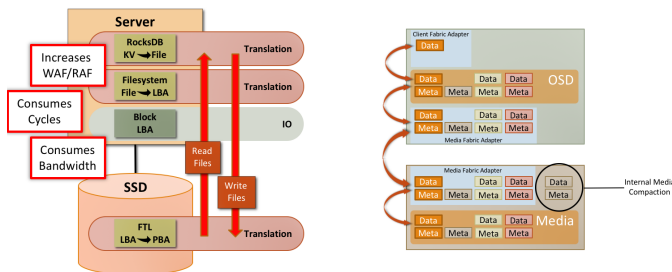 Server
RocksDB
KV → File
Translation
Increases
WAF/RAF
Filesystem
File → LBA
Translation
Consumes
Cycles
Block
LBA
IO
Consumes
Bandwidth
Read
Files
Write
Files
SSD
FTL
LBA → PBA
Translation
Client Fabric Adapter
Data
OSD
Data Data Data
Meta Meta Meta Meta
Data Data Data
Meta Meta Meta Meta
Media Fabric Adapter
Media Fabric Adapter
Data Data Data Data
Meta Meta Meta Meta Meta
Internal Media
Compaction
Data Data Data
Meta Meta Meta Meta
Media